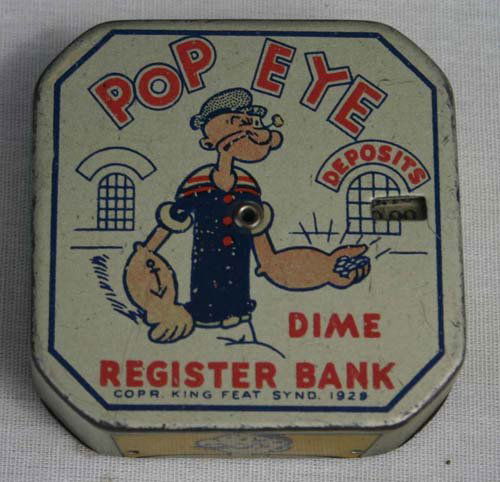 POP EYE
DEPOSITS
DIME
REGISTER BANK
COPR. KING FEAT SYND. 1929